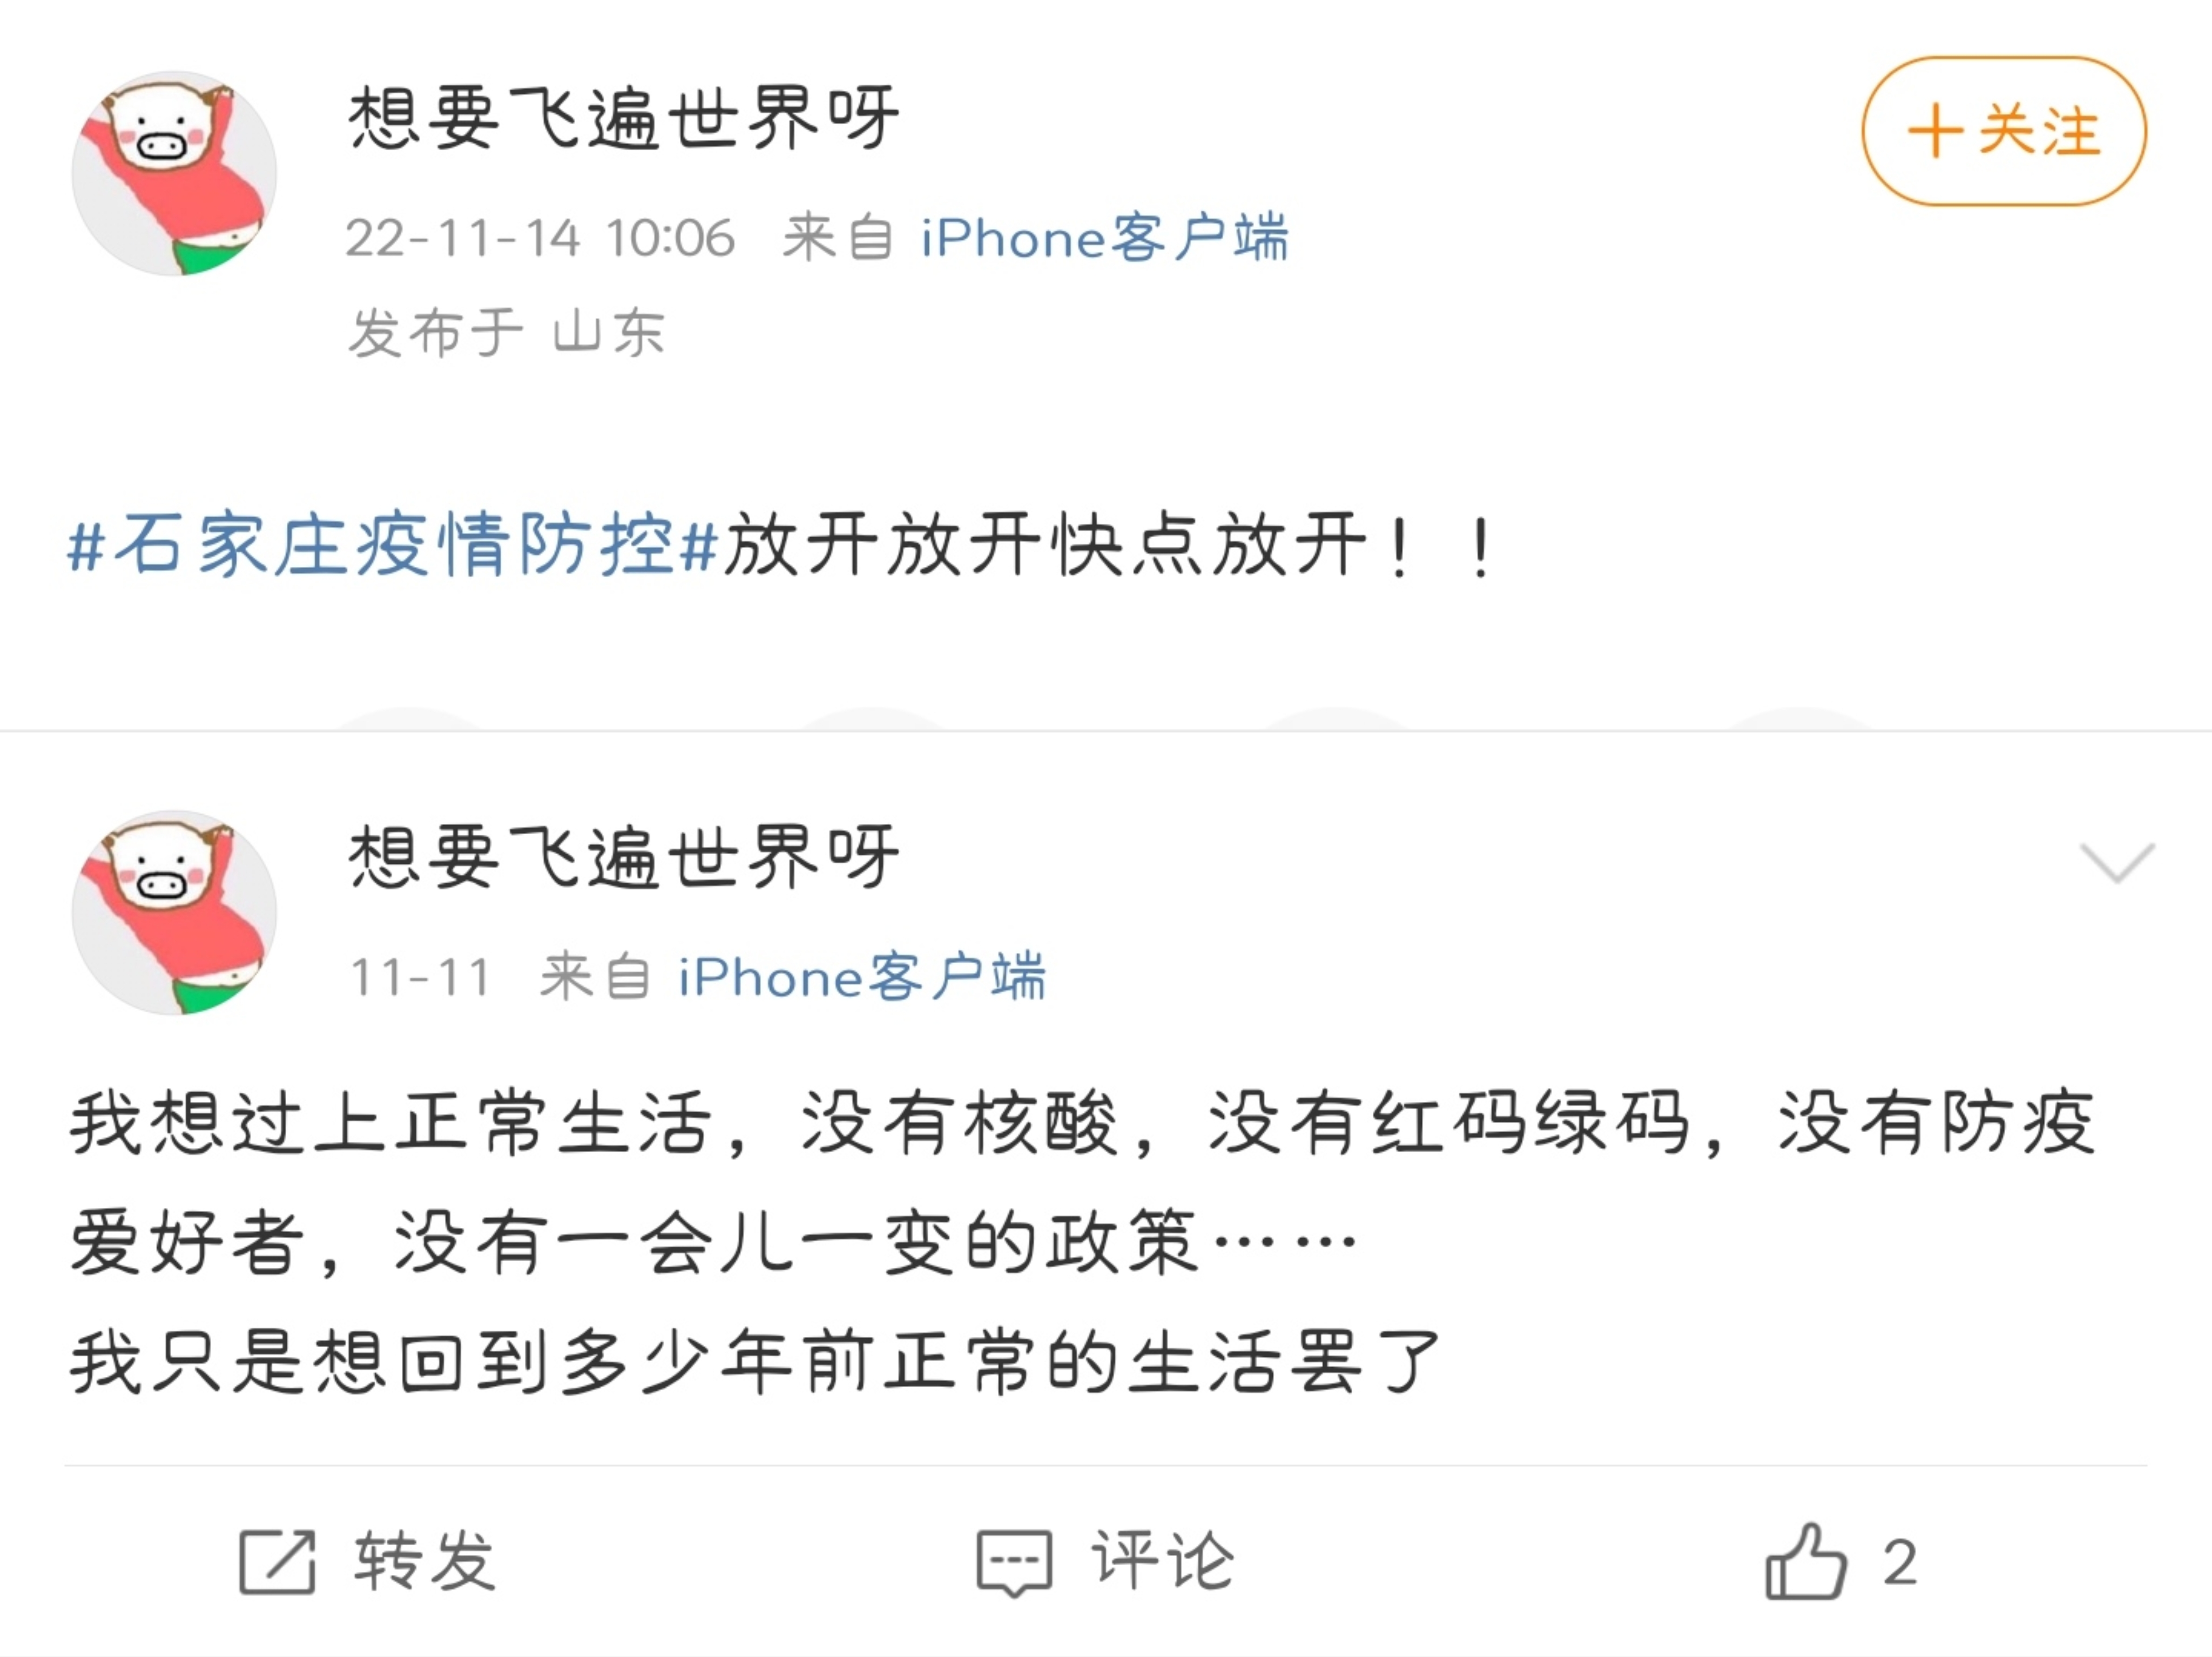 想要飞遍世界呀
+关注
22-11-14 10:06 来自 iPhone客户端
发布于 山东
#石家庄疫情防控#放开放开快点放开！！
想要飞遍世界呀
11-11 来自 iPhone客户端
我想过上正常生活，没有核酸，没有红码绿码，没有防疫
爱好者，没有一会儿一变的政策……
我只是想回到多少年前正常的生活罢了
转发 评论 2